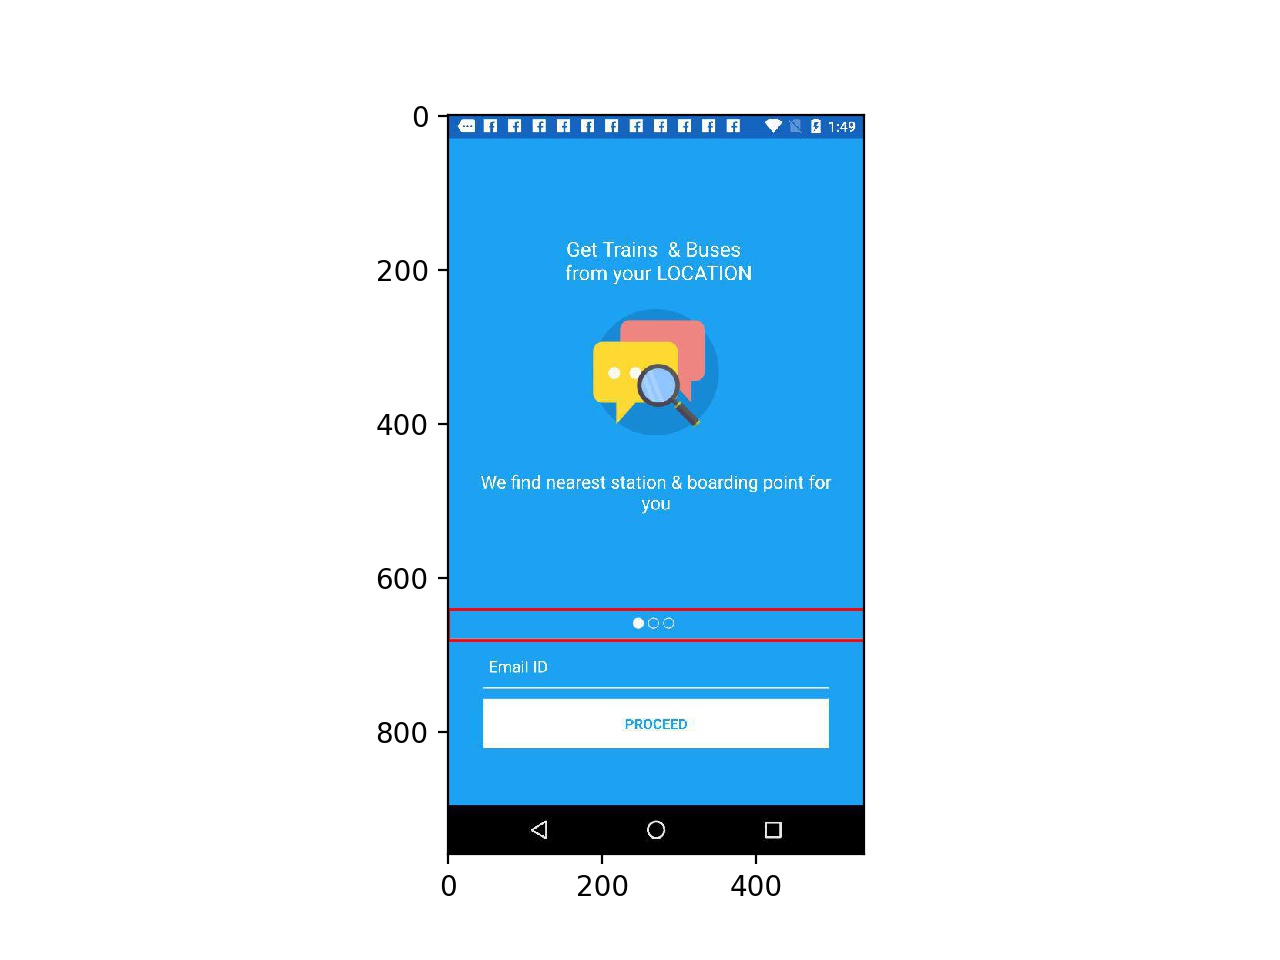 0
200
400
600
800
1:49
Get Trains & Buses
from your LOCATION
We find nearest station & boarding point for
you
Email ID
PROCEED
0 200 400